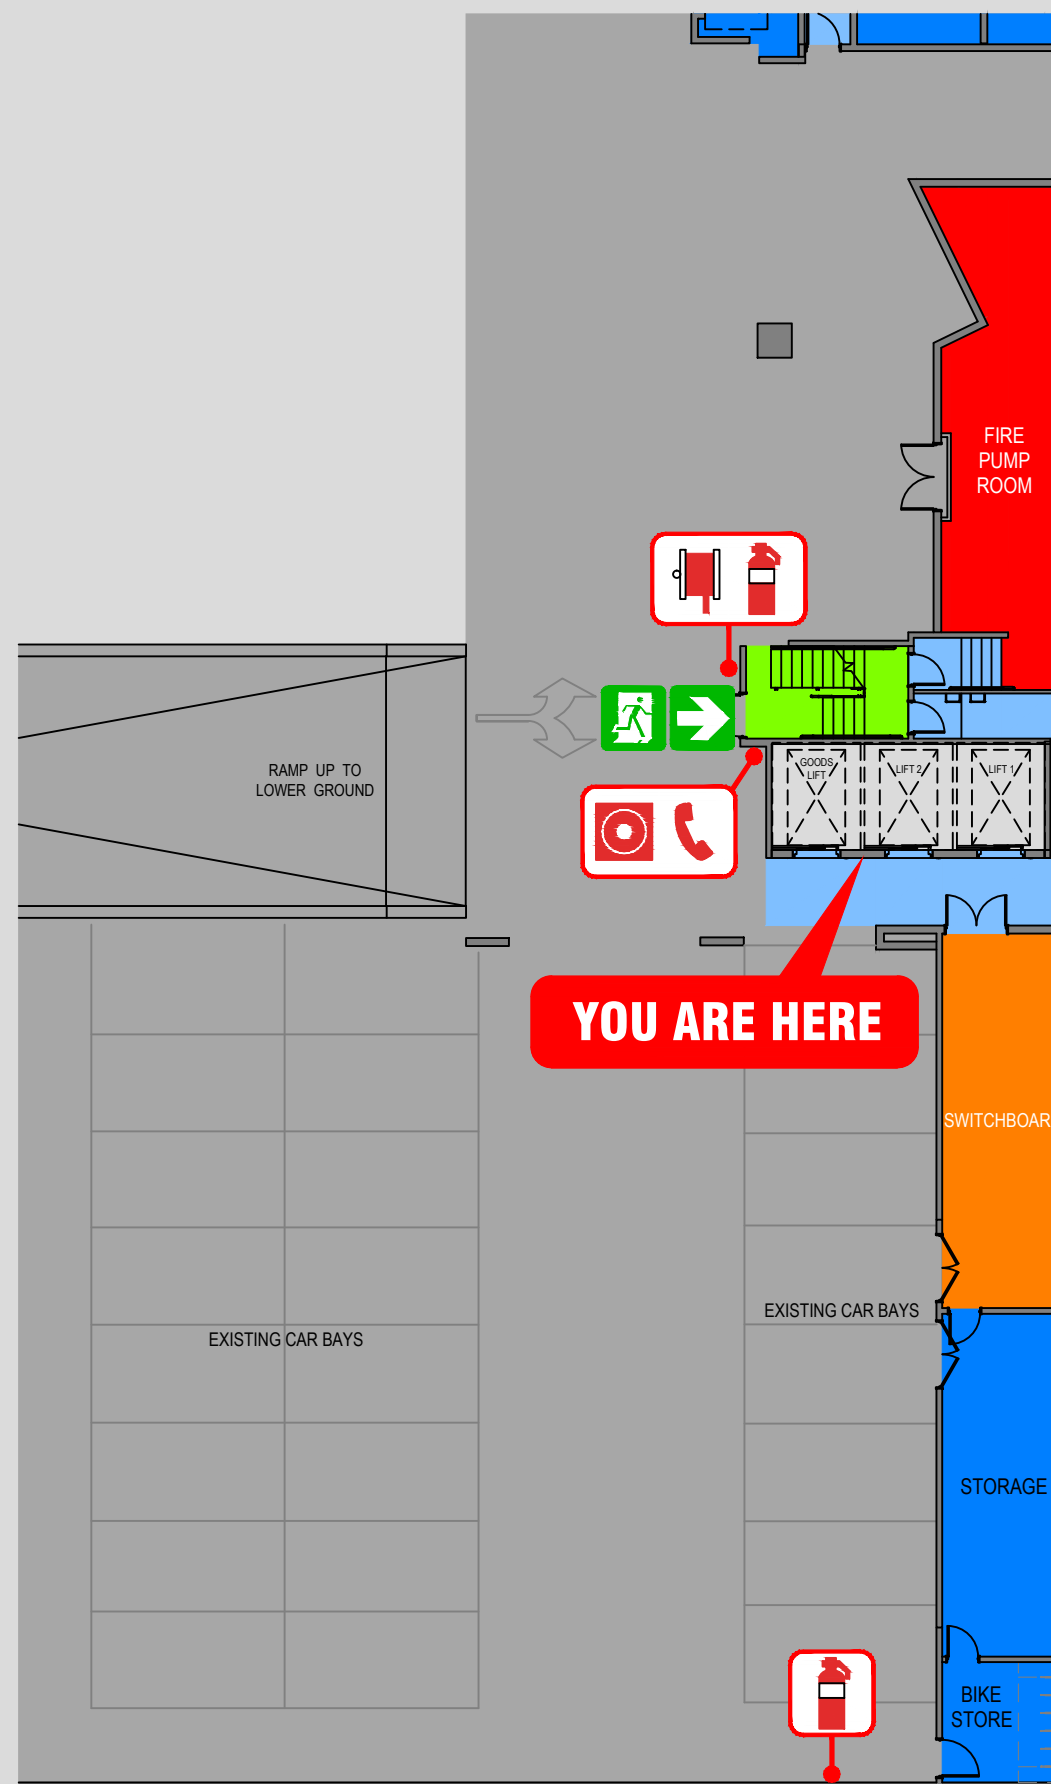 FIRE
PUMP
ROOM
RAMP UP TO
LOWER GROUND
GOODS
LIFT
LIFT 2
LIFT 1
YOU ARE HERE
SWITCHBOAR
EXISTING CAR BAYS
EXISTING CAR BAYS
STORAGE
BIKE
STORE